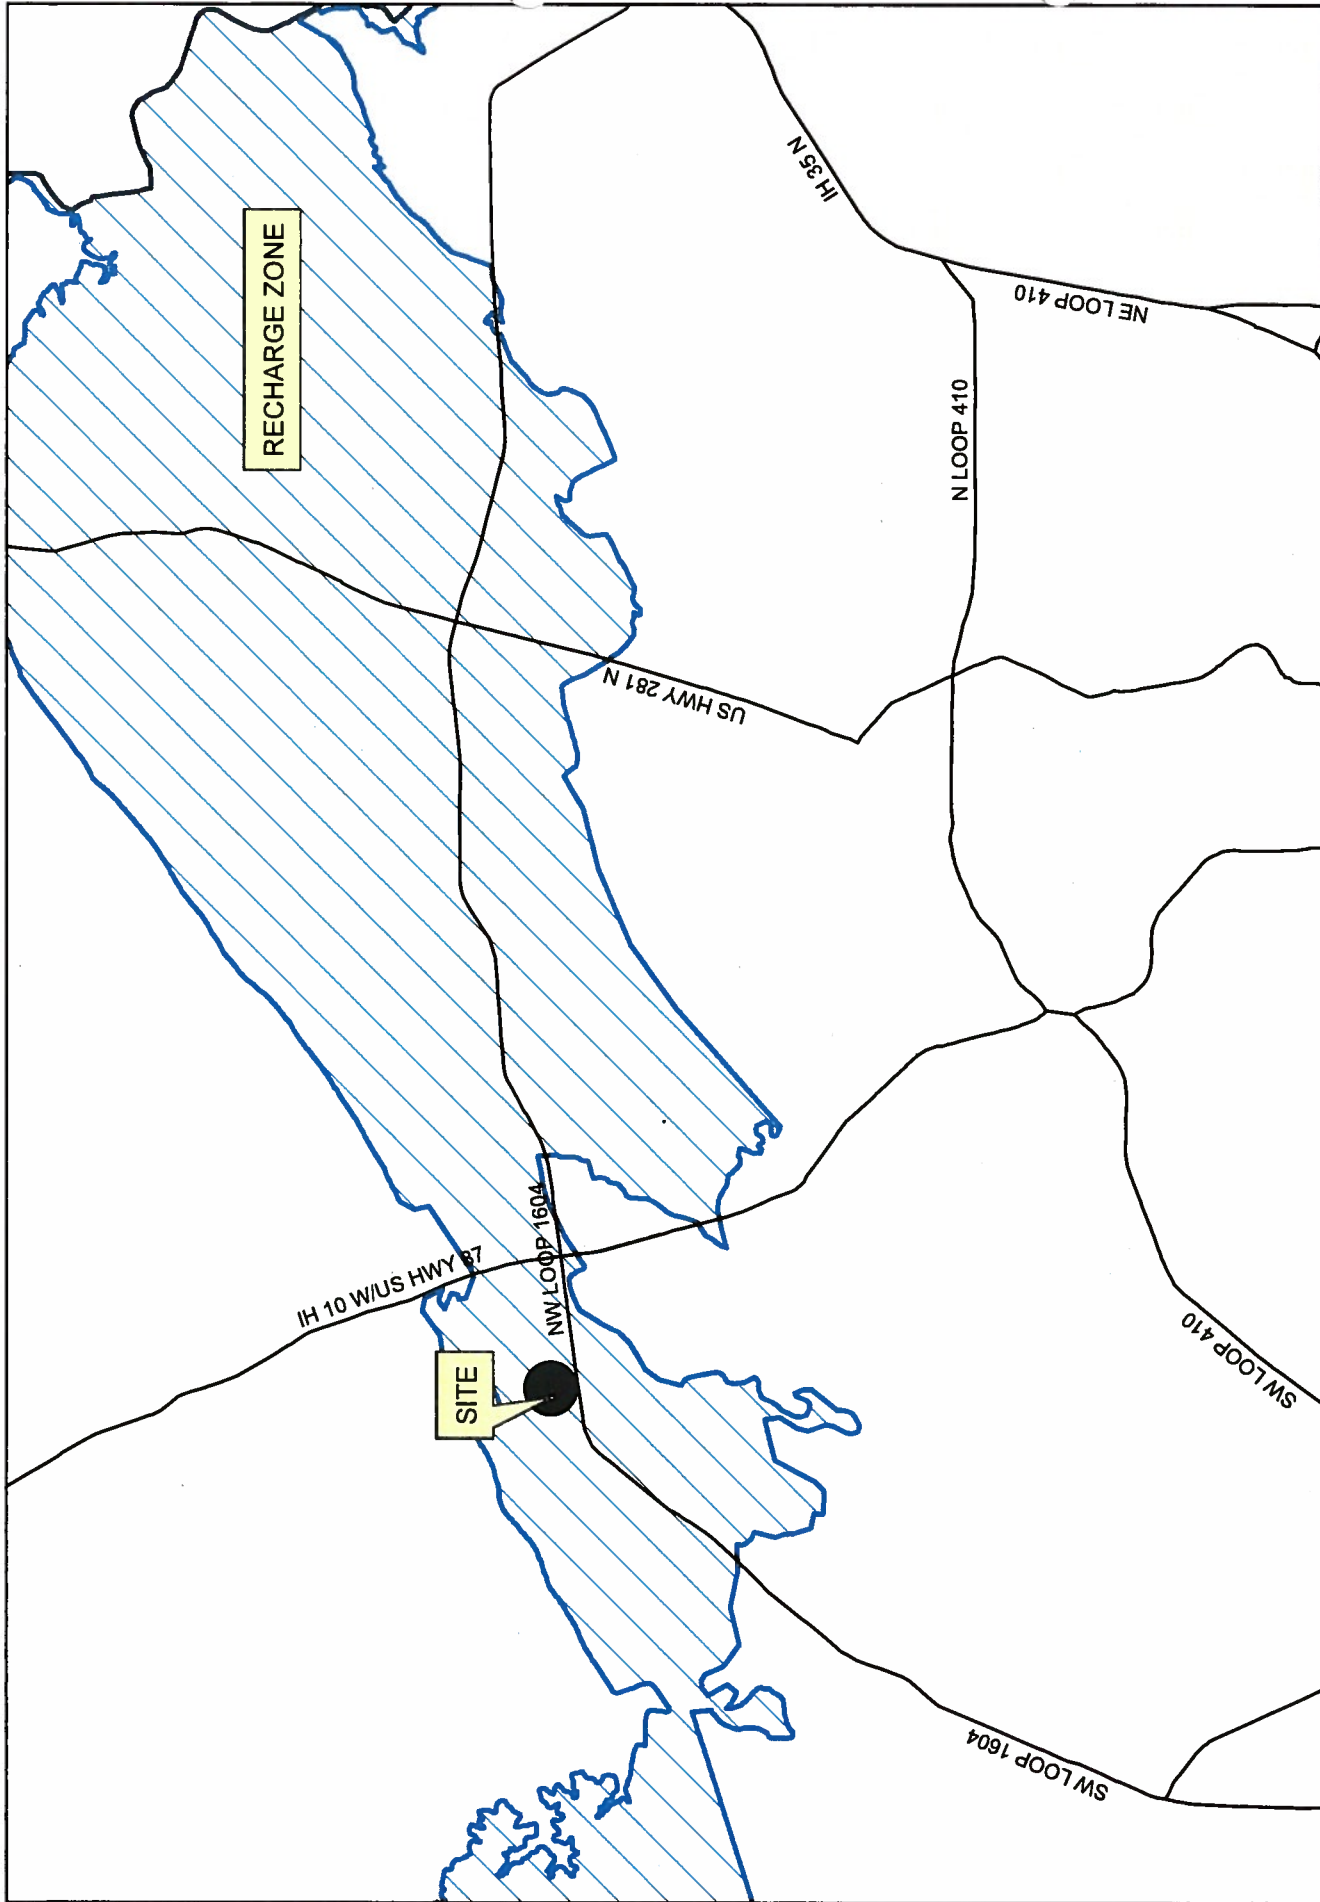 RECHARGE ZONE
IH 35 N
NE LOOP 410
N LOOP 410
US HWY 281 N
IH 10 W/US HWY 87
NW LOOP 1604
SITE
SW LOOP 410
SW LOOP 1604